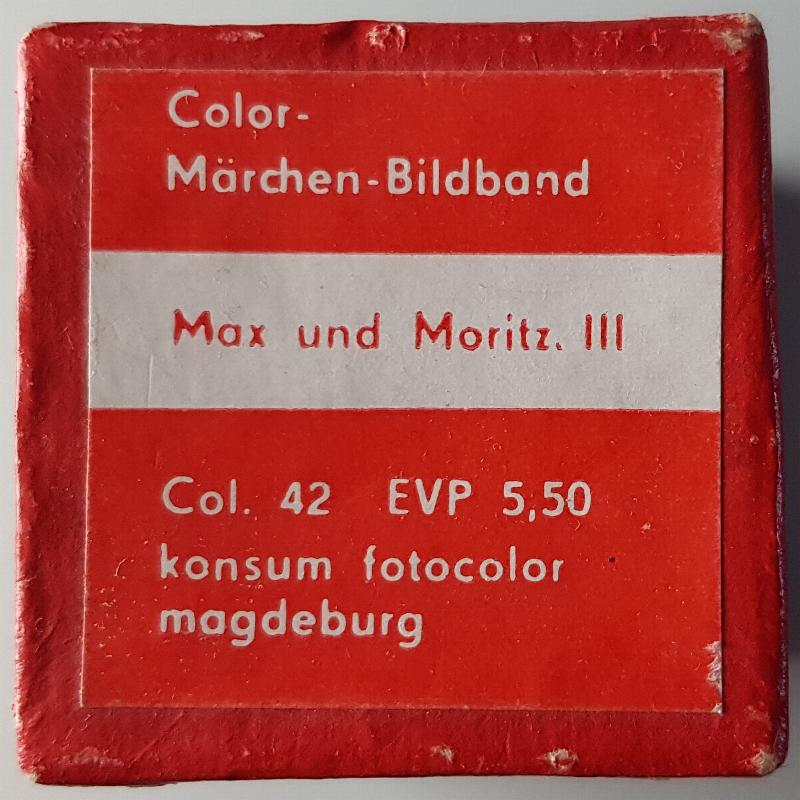 Color-
Märchen-Bildband
Max und Moritz. III
Col. 42 EVP 5,50
konsum fotocolor
magdeburg